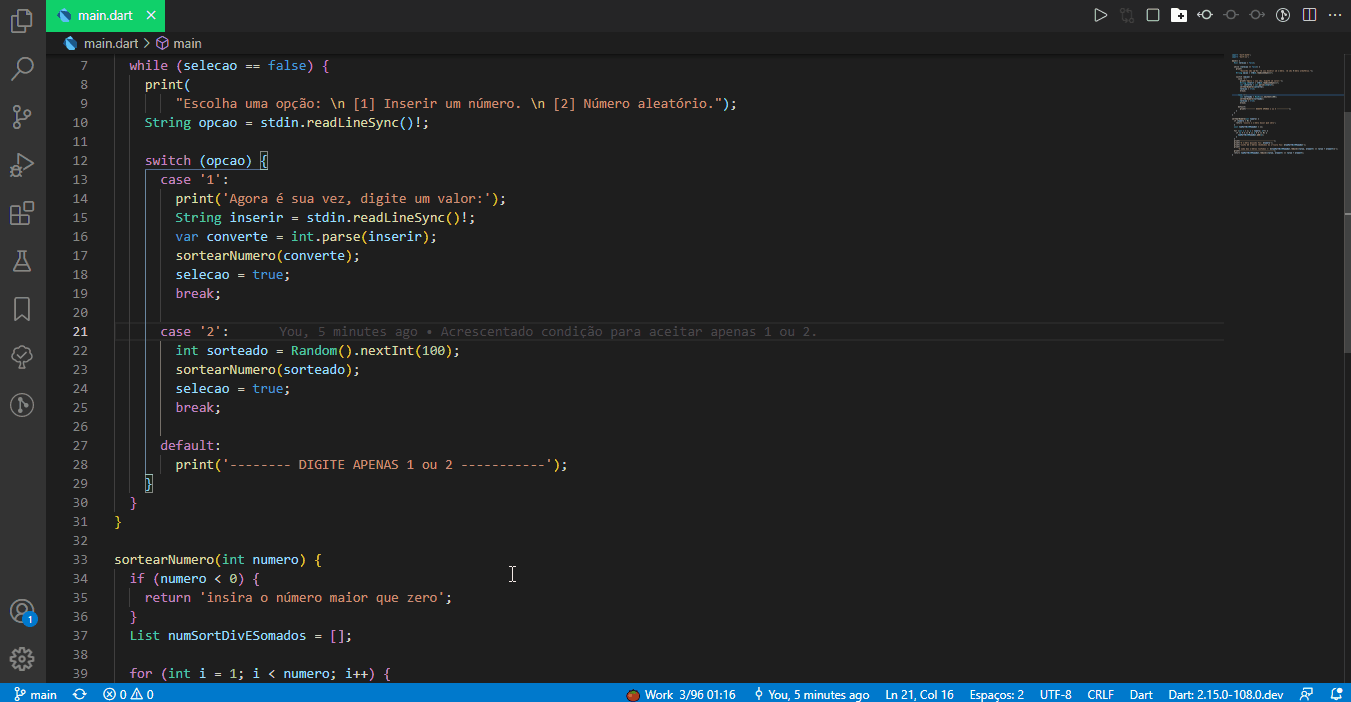 main.dart
main.dart > main
7 while (selecao == false) {
8 print(
9 "Escolha uma opção: \n [1] Inserir um número. \n [2] Número aleatório.");
10 String opcao = stdin.readLineSync()!;
11
12 switch (opcao) {
13 case '1':
14 print('Agora é sua vez, digite um valor:');
15 String inserir = stdin.readLineSync()!;
16 var converte = int.parse(inserir);
17 sortearNumero(converte);
18 selecao = true;
19 break;
20
21 case '2': You, 5 minutes ago • Acrescentado condição para aceitar apenas 1 ou 2.
22 int sorteado = Random().nextInt(100);
23 sortearNumero(sorteado);
24 selecao = true;
25 break;
26
27 default:
28 print('-------- DIGITE APENAS 1 ou 2 -----------');
29 }
30 }
31 }
32
33 sortearNumero(int numero) {
34 if (numero < 0) {
35 return 'insira o número maior que zero';
36 }
37 List numSortDivESomados = [];
38
39 for (int i = 1; i < numero; i++) {
1
main 0 0 Work 3/96 01:16 You, 5 minutes ago Ln 21, Col 16 Espaços: 2 UTF-8 CRLF Dart Dart: 2.15.0-108.0.dev